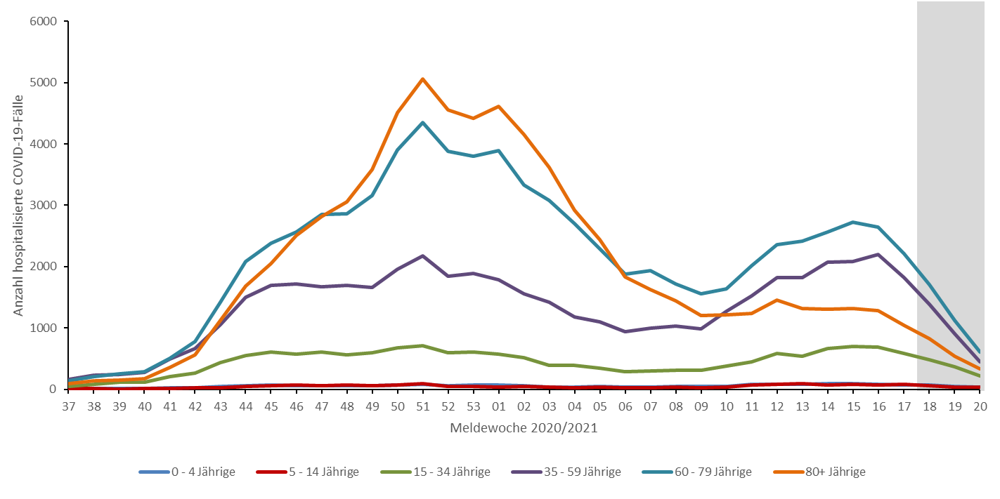 Anzahl hospitalisierte COVID-19-Fälle
6000
5000
4000
3000
2000
1000
0
37 38 39 40 41 42 43 44 45 46 47 48 49 50 51 52 53 01 02 03 04 05 06 07 08 09 10 11 12 13 14 15 16 17 18 19 20
Meldewoche 2020/2021
0 - 4 Jährige 5 - 14 Jährige 15 - 34 Jährige 35 - 59 Jährige 60 - 79 Jährige 80+ Jährige